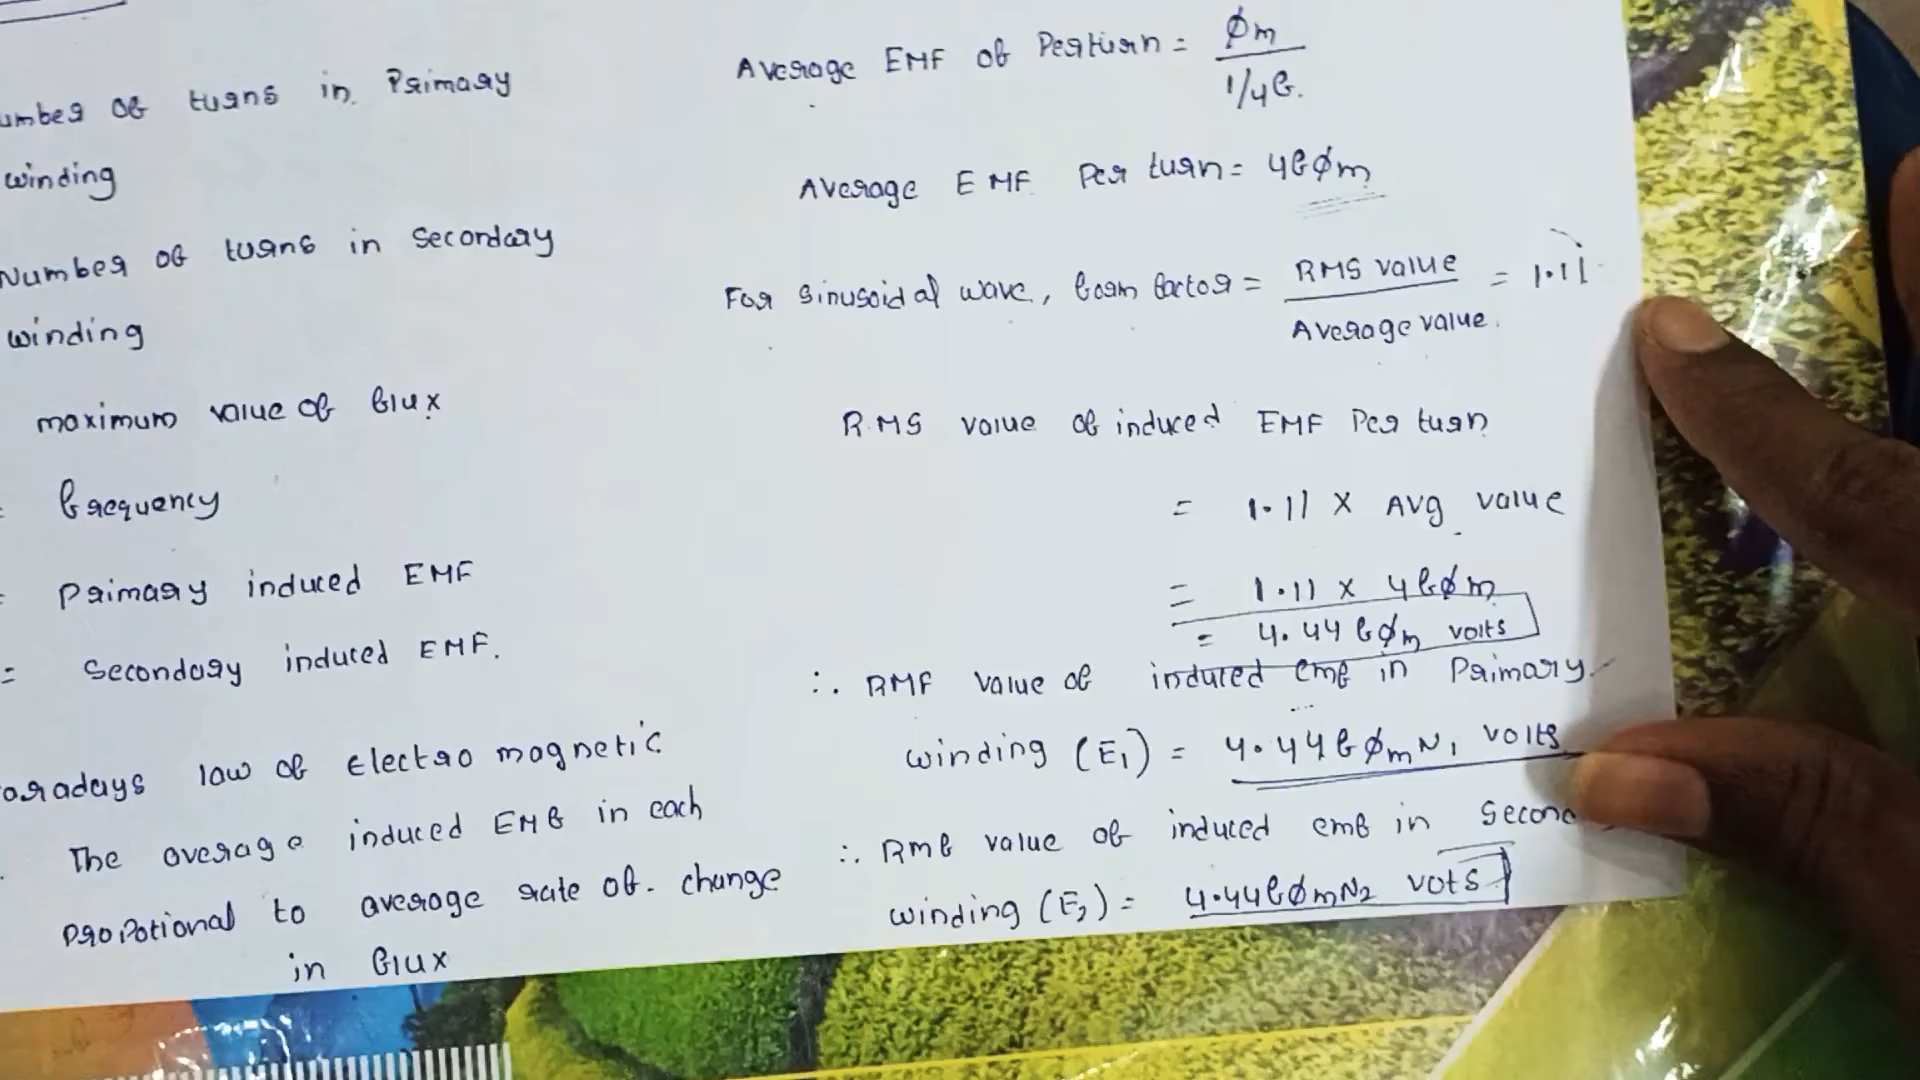 umber of turns in Primary
winding
Number of turns in Secondary
winding
maximum value of flux
= frequency
= Primary induced EMF
= Secondary induced EMF.
aradays law of Electro magnetic
The average induced EMF in each
propotional to average rate of change
in flux
Average EMF of Perturn = φm
1/4f.
Average EMF Per turn = 4fφm
For sinusoidal wave, form factor = RMS value = 1.11
Average value.
RMS value of induced EMF Per turn
= 1.11 x Avg value
= 1.11 x 4fφm
= 4.44fφm volts
∴ RMF value of induted emf in Primary
winding (E1) = 4.44fφmN1 volts
∴ Rmf value of induced emf in Second
winding (E2) = 4.44fφmN2 vots